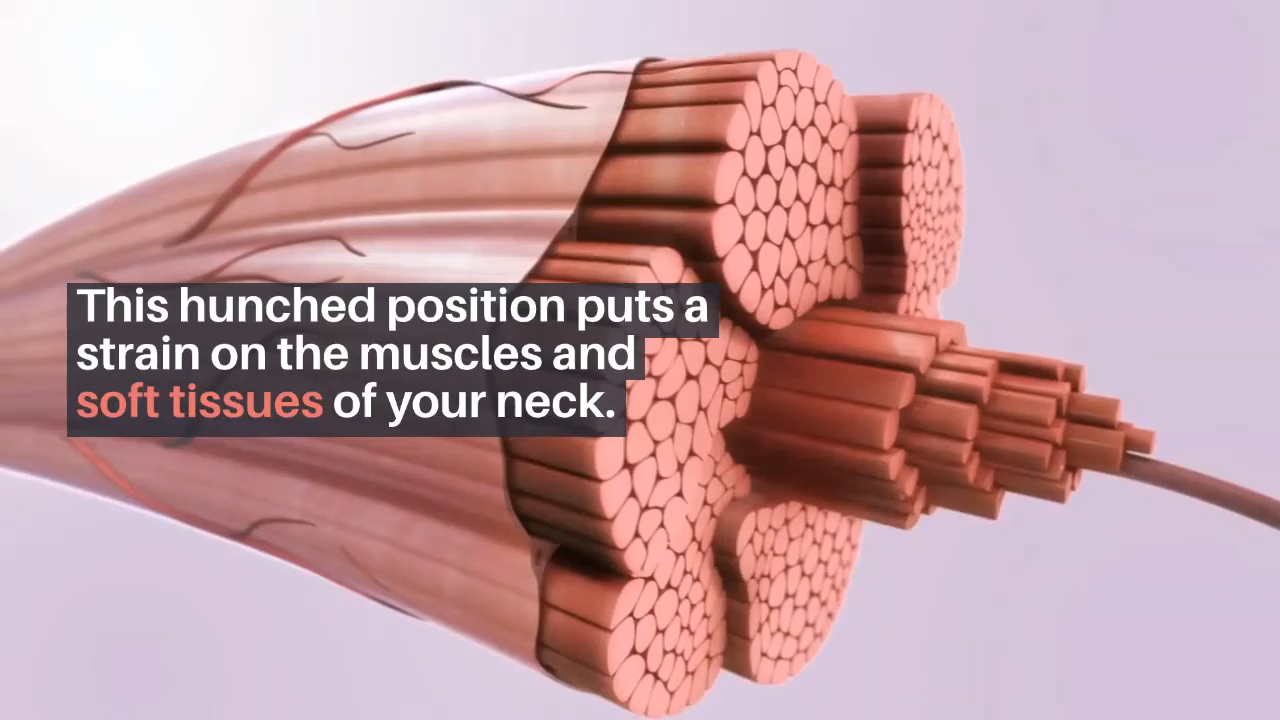 This hunched position puts a
strain on the muscles and
soft tissues of your neck.